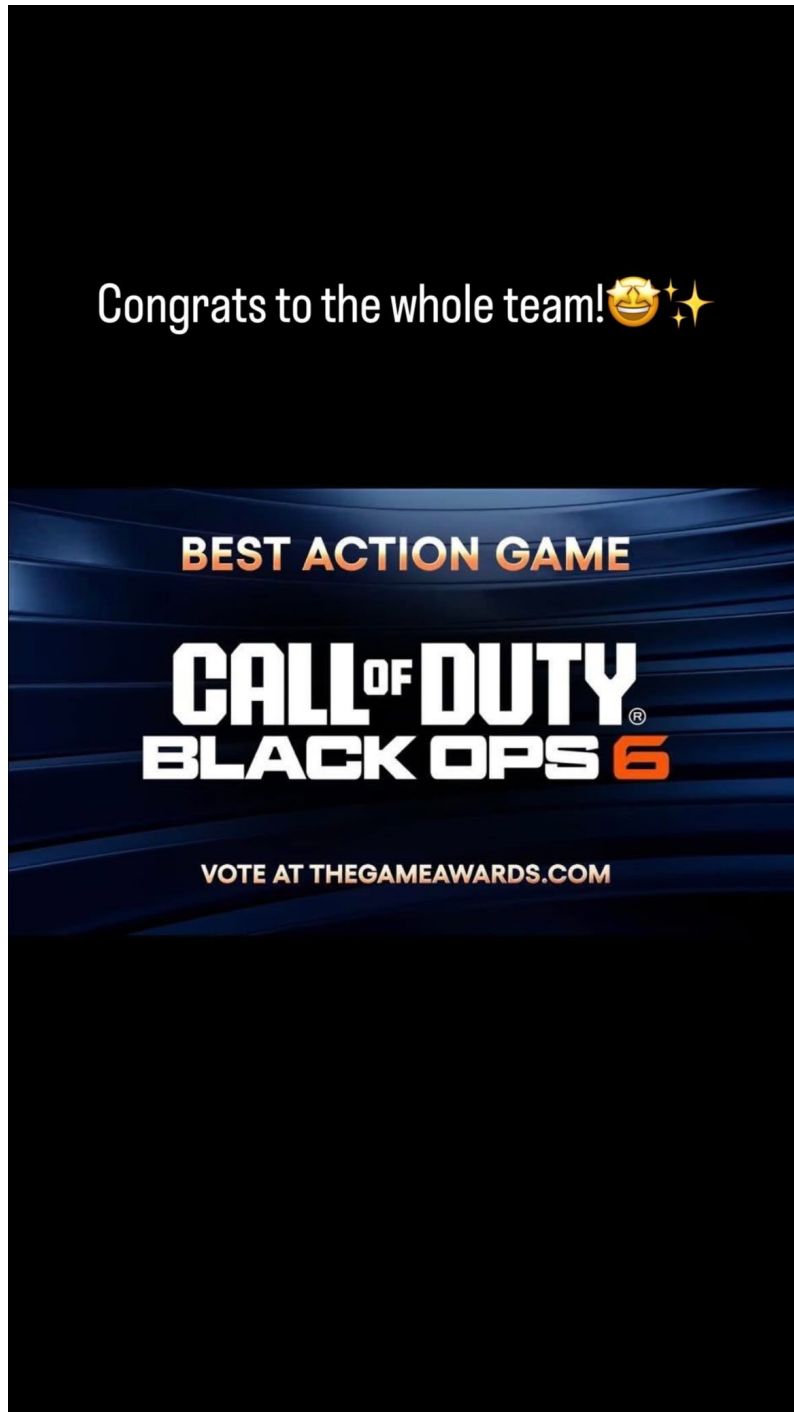 Congrats to the whole team!🤩✨
BEST ACTION GAME
CALL OF DUTY®
BLACK OPS 6
VOTE AT THEGAMEAWARDS.COM